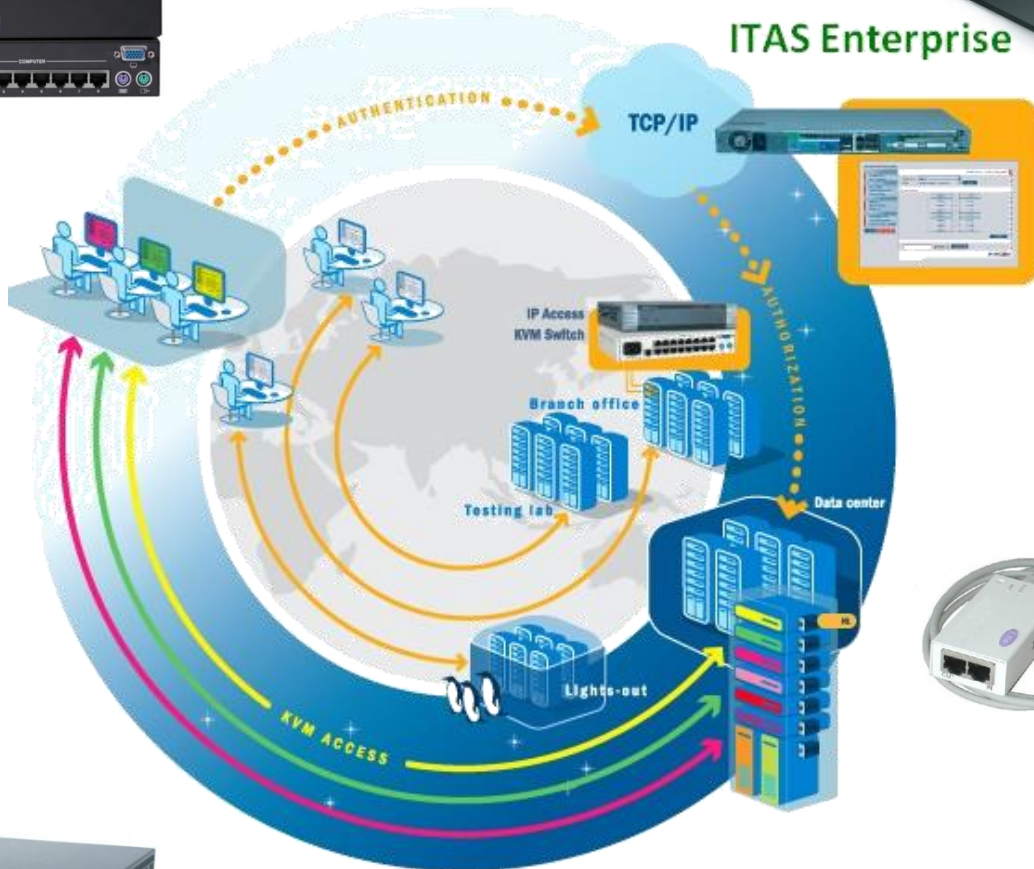 ITAS Enterprise
COMPUTER
AUTHENTICATION
TCP/IP
AUTHORIZATION
IP Access
KVM Switch
Branch office
Testing lab
Data center
Lights-out
KVM ACCESS